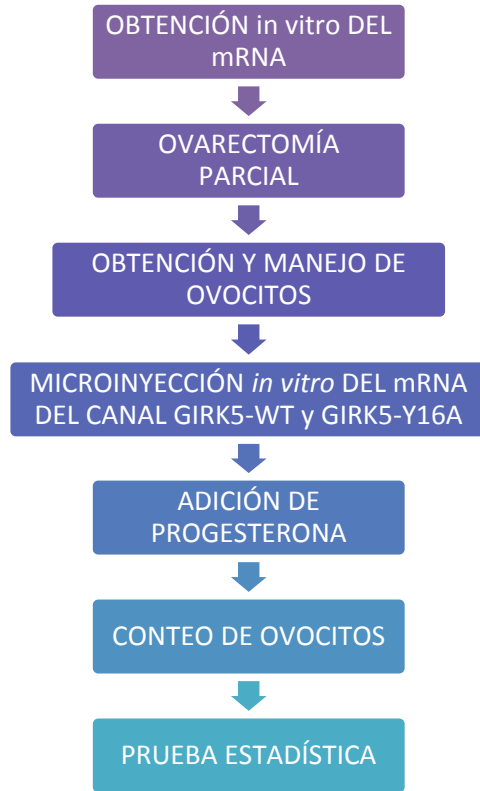 OBTENCIÓN in vitro DEL
mRNA
OVARECTOMÍA
PARCIAL
OBTENCIÓN Y MANEJO DE
OVOCITOS
MICROINYECCIÓN in vitro DEL mRNA
DEL CANAL GIRK5-WT y GIRK5-Y16A
ADICIÓN DE
PROGESTERONA
CONTEO DE OVOCITOS
PRUEBA ESTADÍSTICA